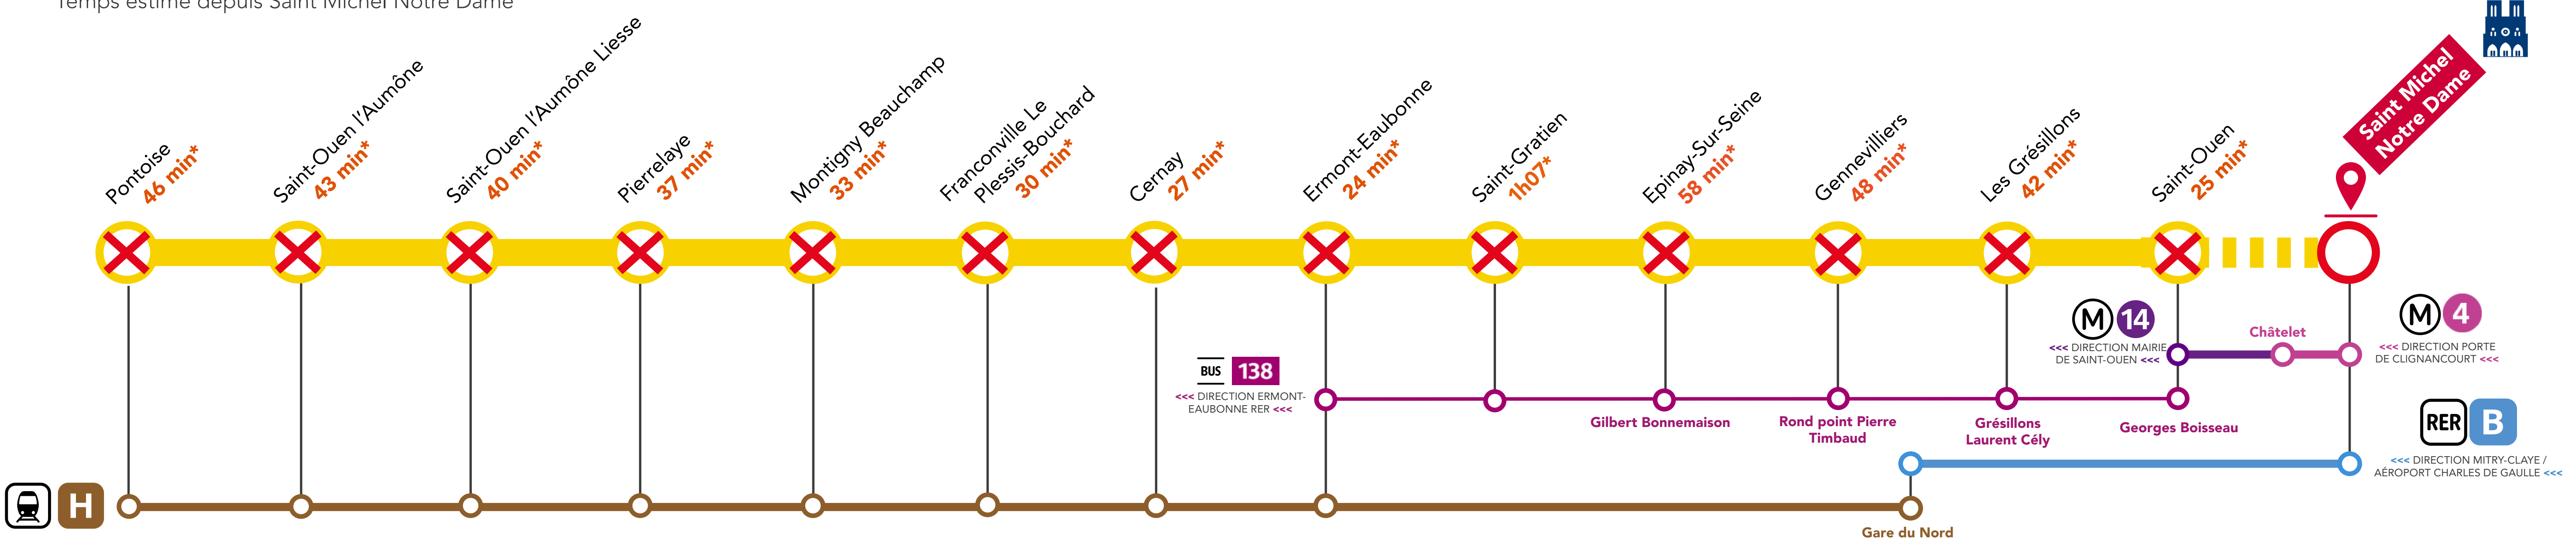 Temps estimé depuis Saint Michel Notre Dame
Pontoise
46 min*
Saint-Ouen l'Aumône
43 min*
Saint-Ouen l'Aumône Liesse
40 min*
Pierrelaye
37 min*
Montigny Beauchamp
33 min*
Franconville Le
Plessis-Bouchard
30 min*
Cernay
27 min*
Ermont-Eaubonne
24 min*
Saint-Gratien
1h07*
Epinay-Sur-Seine
58 min*
Gennevilliers
48 min*
Les Grésillons
42 min*
Saint-Ouen
25 min*
Saint Michel
Notre Dame
M 14
<<< DIRECTION MAIRIE
DE SAINT-OUEN <<<
Châtelet
M 4
<<< DIRECTION PORTE
DE CLIGNANCOURT <<<
BUS 138
<<< DIRECTION ERMONT-
EAUBONNE RER <<<
Gilbert Bonnemaison
Rond point Pierre
Timbaud
Grésillons
Laurent Cély
Georges Boisseau
RER B
<<< DIRECTION MITRY-CLAYE /
AÉROPORT CHARLES DE GAULLE <<<
H
Gare du Nord